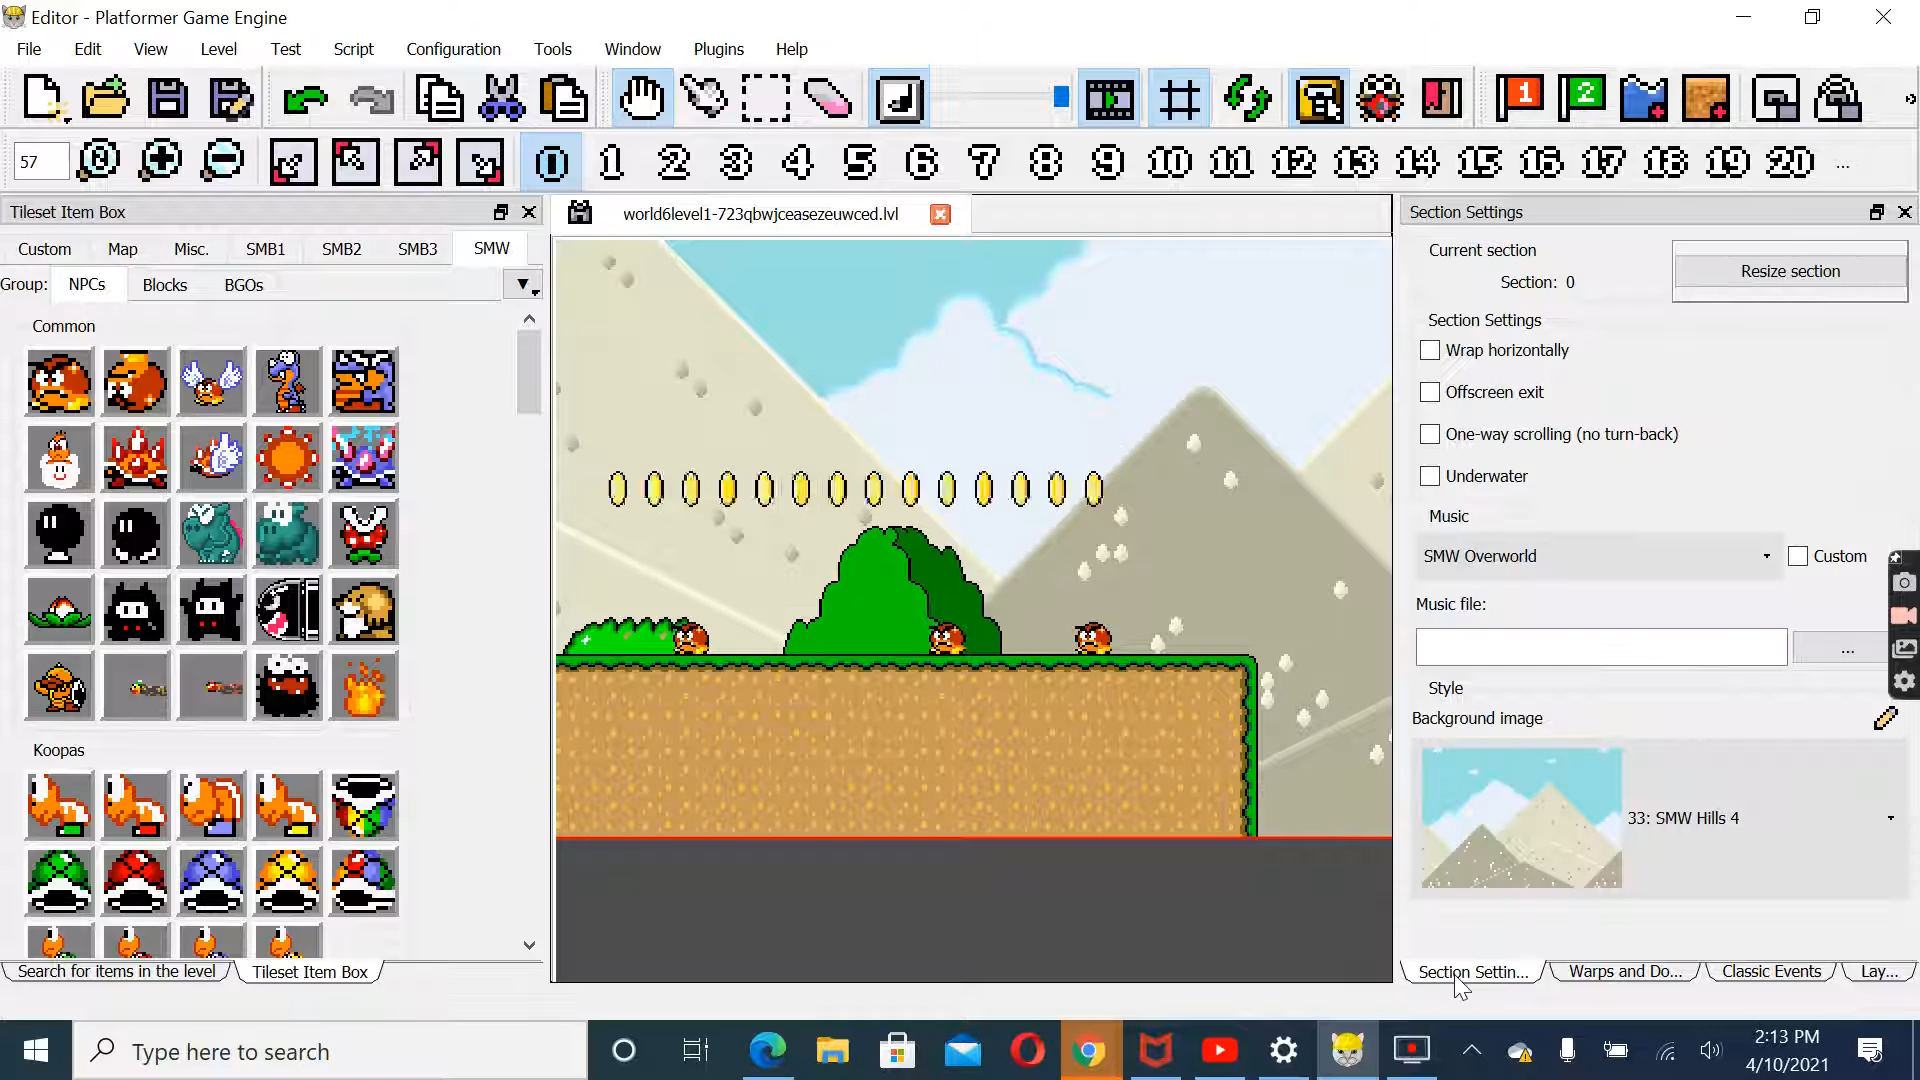 Editor - Platformer Game Engine
File Edit View Level Test Script Configuration Tools Window Plugins Help
1 2
57 0 1 2 3 4 5 6 7 8 9 10 11 12 13 14 15 16 17 18 19 20 ...
Tileset Item Box
world6level1-723qbwjceasezeuwced.lvl
Section Settings
Custom Map Misc. SMB1 SMB2 SMB3 SMW
Group: NPCs Blocks BGOs
Common
Koopas
Search for items in the level Tileset Item Box
Current section
Section: 0
Resize section
Section Settings
Wrap horizontally
Offscreen exit
One-way scrolling (no turn-back)
Underwater
Music
SMW Overworld
Custom
Music file:
...
Style
Background image
33: SMW Hills 4
Section Settin... Warps and Do... Classic Events Lay...
Type here to search
2:13 PM
4/10/2021